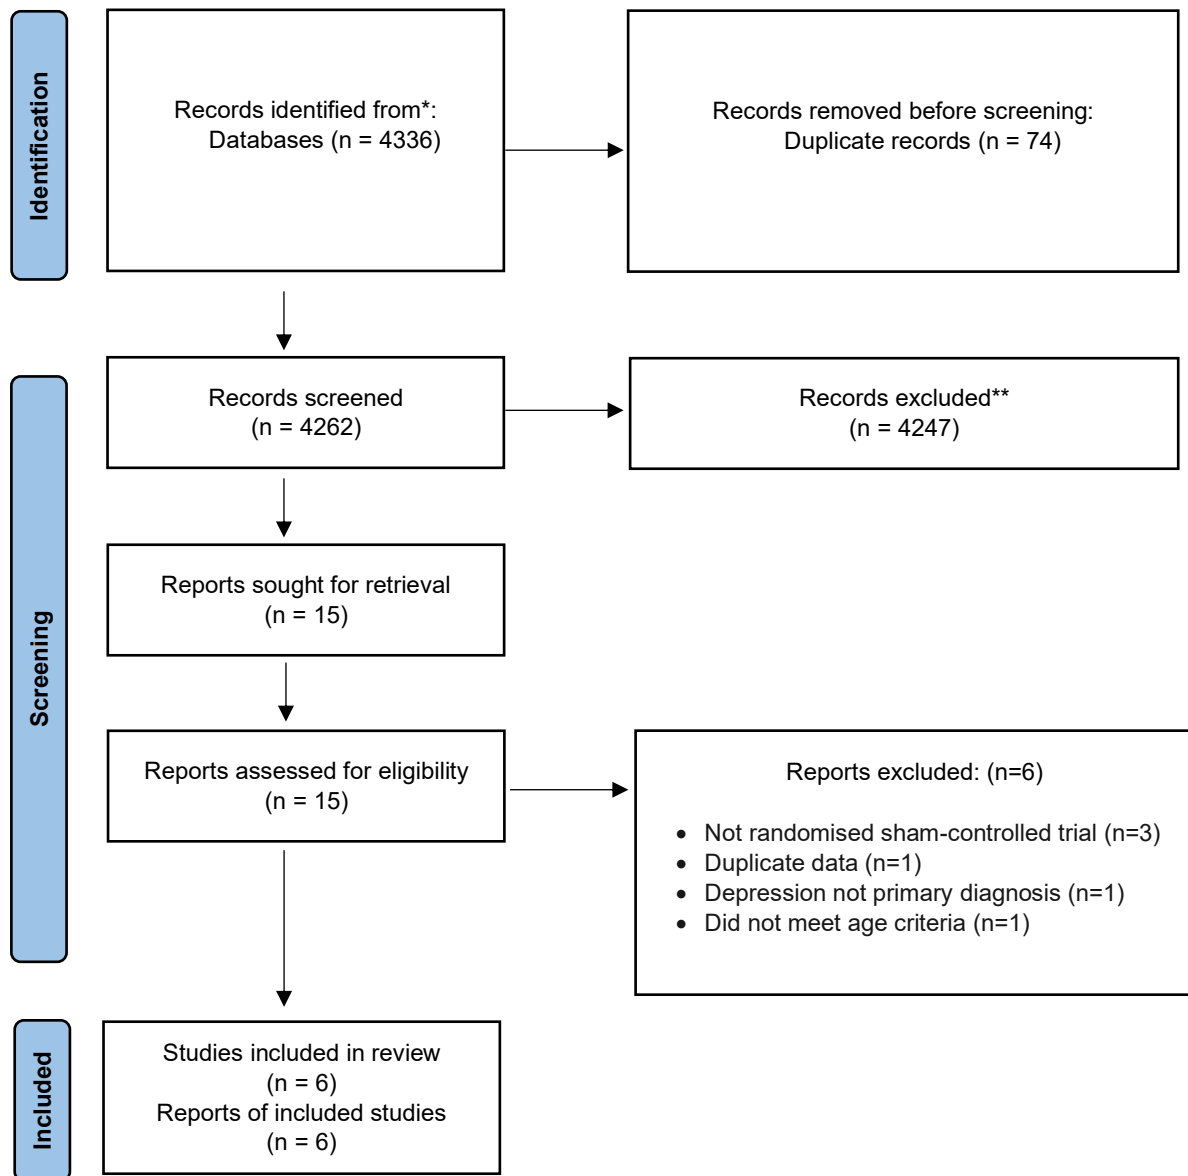 Identification
Records identified from*:
Databases (n = 4336)
Records removed before screening:
Duplicate records (n = 74)
Screening
Records screened
(n = 4262)
Records excluded**
(n = 4247)
Reports sought for retrieval
(n = 15)
Reports assessed for eligibility
(n = 15)
Reports excluded: (n=6)
• Not randomised sham-controlled trial (n=3)
• Duplicate data (n=1)
• Depression not primary diagnosis (n=1)
• Did not meet age criteria (n=1)
Included
Studies included in review
(n = 6)
Reports of included studies
(n = 6)